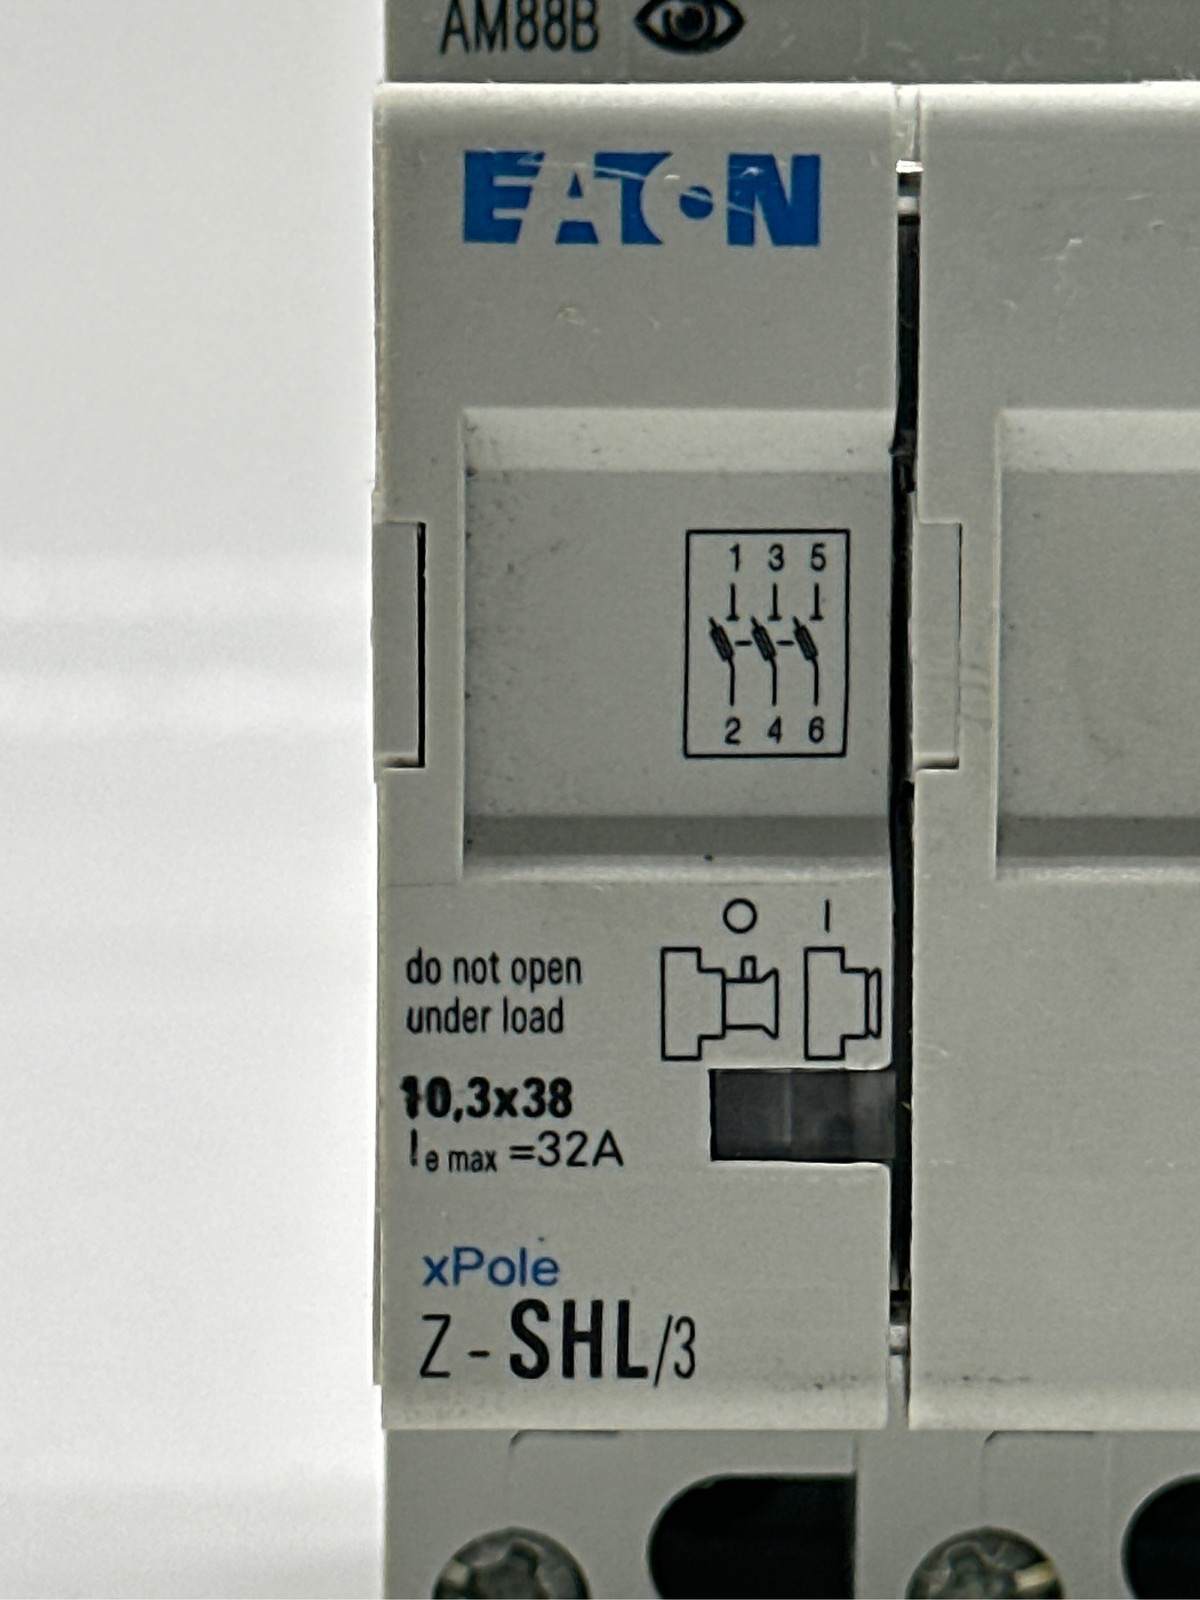 AM88B
EATON
1 3 5
2 4 6
O I
do not open
under load
10,3x38
Ie max =32A
xPole
Z - SHL/3